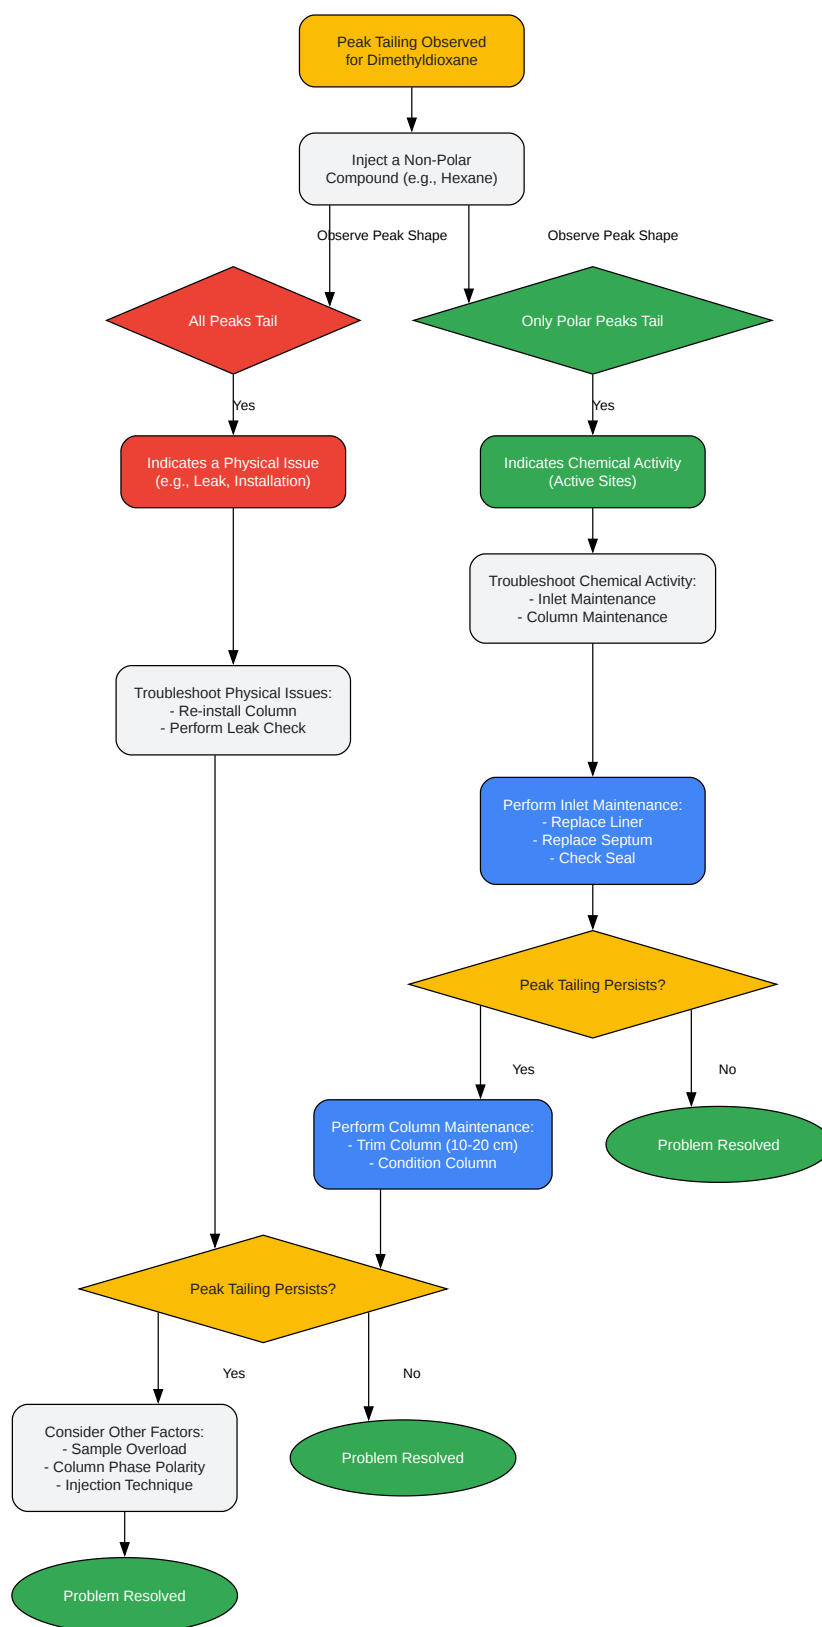 Peak Tailing Observed
for Dimethyldioxane
Inject a Non-Polar
Compound (e.g., Hexane)
Observe Peak Shape
Observe Peak Shape
All Peaks Tail
Only Polar Peaks Tail
Yes
Yes
Indicates a Physical Issue
(e.g., Leak, Installation)
Indicates Chemical Activity
(Active Sites)
Troubleshoot Chemical Activity:
- Inlet Maintenance
- Column Maintenance
Troubleshoot Physical Issues:
- Re-install Column
- Perform Leak Check
Perform Inlet Maintenance:
- Replace Liner
- Replace Septum
- Check Seal
Peak Tailing Persists?
Yes
No
Perform Column Maintenance:
- Trim Column (10-20 cm)
- Condition Column
Problem Resolved
Peak Tailing Persists?
Yes
No
Consider Other Factors:
- Sample Overload
- Column Phase Polarity
- Injection Technique
Problem Resolved
Problem Resolved